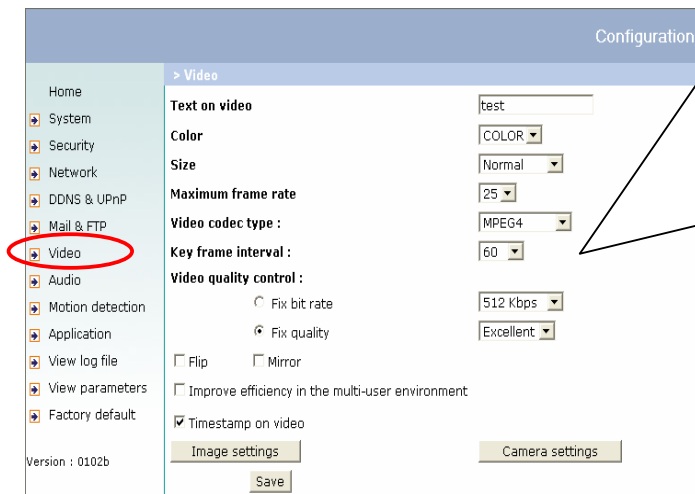 Configuration
> Video
Home
System
Security
Network
DDNS & UPnP
Mail & FTP
Video
Audio
Motion detection
Application
View log file
View parameters
Factory default
Version : 0102b
Text on video test
Color COLOR
Size Normal
Maximum frame rate 25
Video codec type : MPEG4
Key frame interval : 60
Video quality control :
Fix bit rate 512 Kbps
Fix quality Excellent
Flip Mirror
Improve efficiency in the multi-user environment
Timestamp on video
Image settings Camera settings
Save